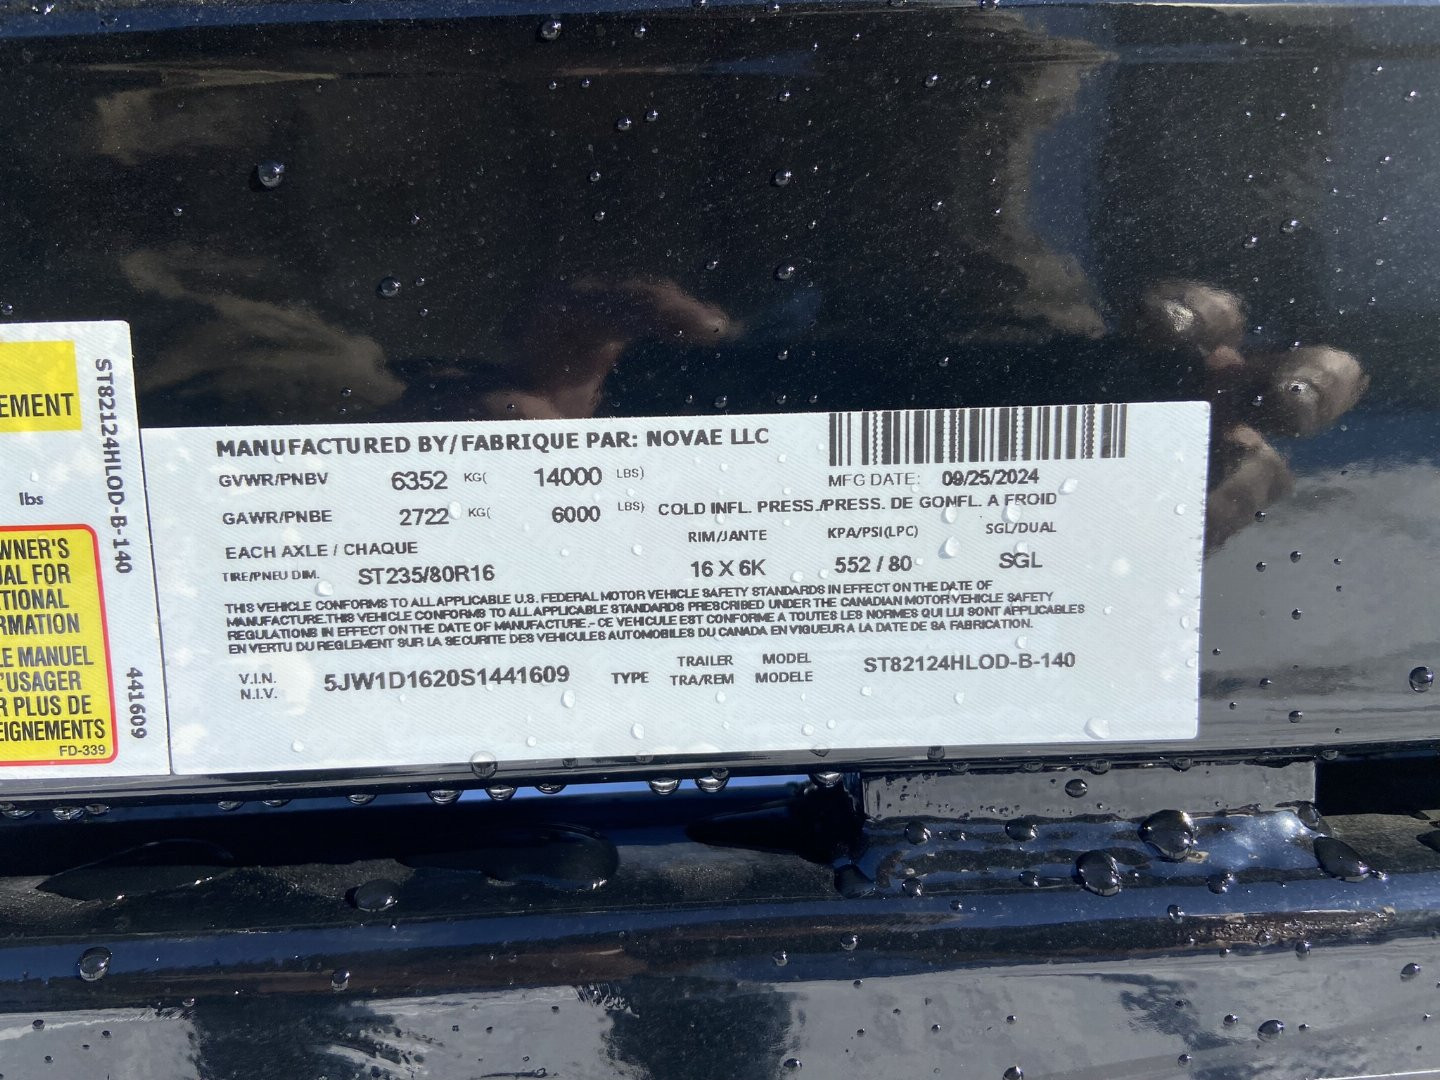 EMENT
lbs
WNER'S
UAL FOR
TIONAL
RMATION
LE MANUEL
L'USAGER
R PLUS DE
EIGNEMENTS
FD-339
ST82124HLOD-B-140
441609
MANUFACTURED BY/FABRIQUE PAR: NOVAE LLC
GVWR/PNBV 6352 KG( 14000 LBS)
MFG DATE: 09/25/2024
GAWR/PNBE 2722 KG( 6000 LBS)
COLD INFL. PRESS./PRESS. DE GONFL. A FROID
EACH AXLE / CHAQUE
RIM/JANTE KPA/PSI(LPC) SGL/DUAL
TIRE/PNEU DIM. ST235/80R16 16 X 6K 552 / 80 SGL
THIS VEHICLE CONFORMS TO ALL APPLICABLE U.S. FEDERAL MOTOR VEHICLE SAFETY STANDARDS IN EFFECT ON THE DATE OF
MANUFACTURE.THIS VEHICLE CONFORMS TO ALL APPLICABLE STANDARDS PRESCRIBED UNDER THE CANADIAN MOTOR VEHICLE SAFETY
REGULATIONS IN EFFECT ON THE DATE OF MANUFACTURE.- CE VEHICULE EST CONFORME A TOUTES LES NORMES QUI LUI SONT APPLICABLES
EN VERTU DU REGLEMENT SUR LA SECURITE DES VEHICULES AUTOMOBILES DU CANADA EN VIGUEUR A LA DATE DE SA FABRICATION.
V.I.N. 5JW1D1620S1441609 TYPE TRAILER MODEL ST82124HLOD-B-140
N.I.V. TRA/REM MODELE